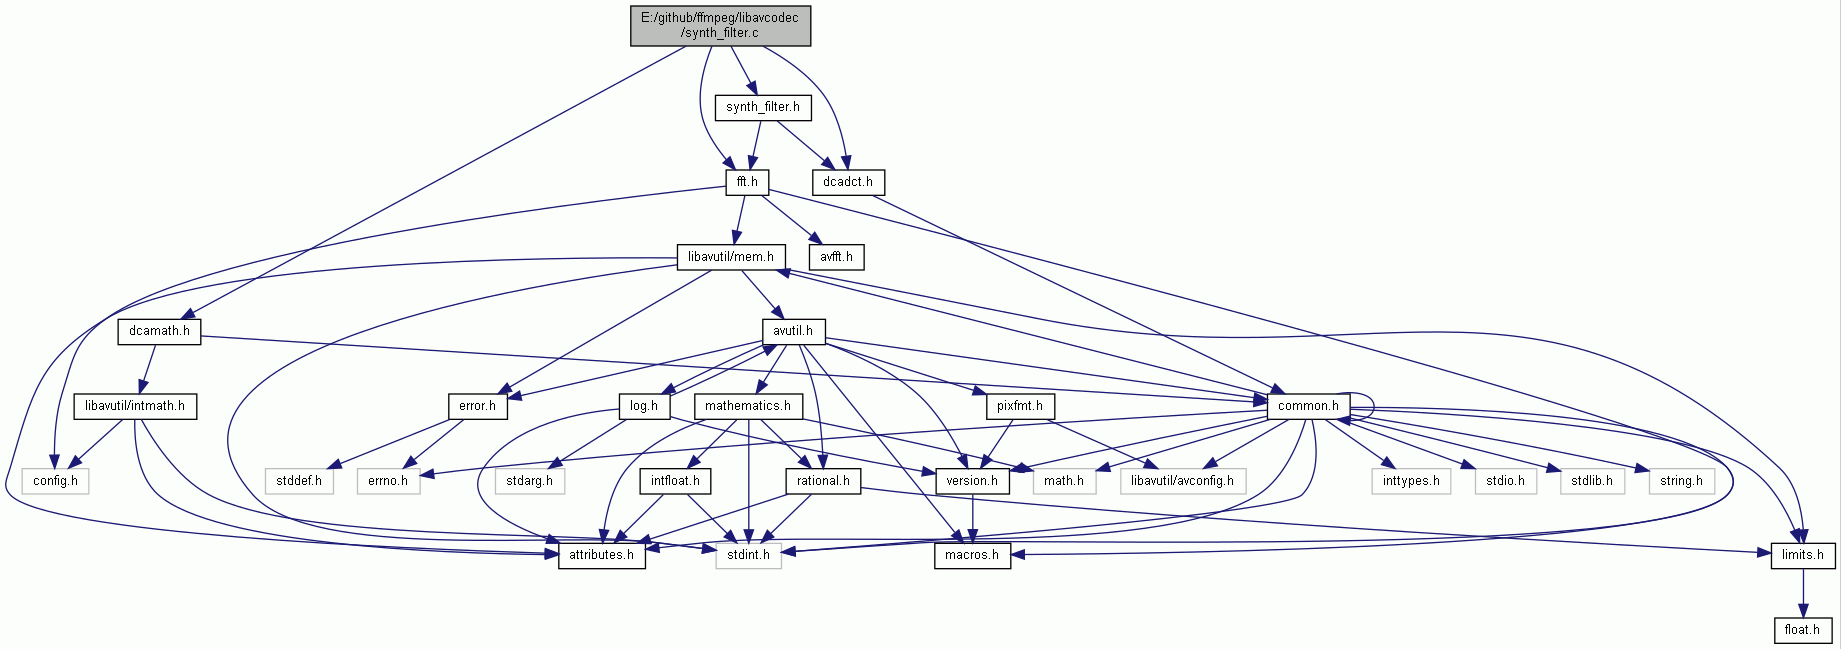 E:/github/ffmpeg/libavcodec
/synth_filter.c
synth_filter.h
fft.h
dcadct.h
libavutil/mem.h
avfft.h
dcamath.h
avutil.h
libavutil/intmath.h
error.h
log.h
mathematics.h
pixfmt.h
common.h
config.h
stddef.h
errno.h
stdarg.h
intfloat.h
rational.h
version.h
math.h
libavutil/avconfig.h
inttypes.h
stdio.h
stdlib.h
string.h
attributes.h
stdint.h
macros.h
limits.h
float.h